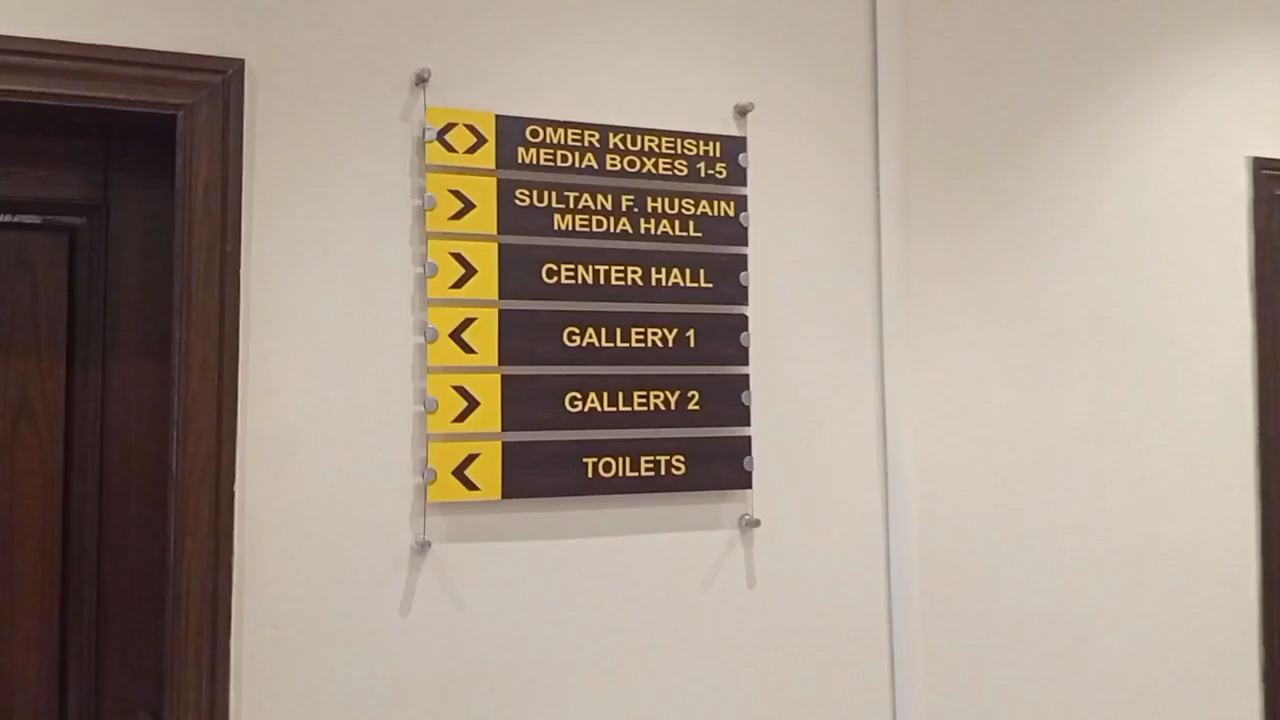 OMER KUREISHI
MEDIA BOXES 1-5
SULTAN F. HUSAIN
MEDIA HALL
CENTER HALL
GALLERY 1
GALLERY 2
TOILETS